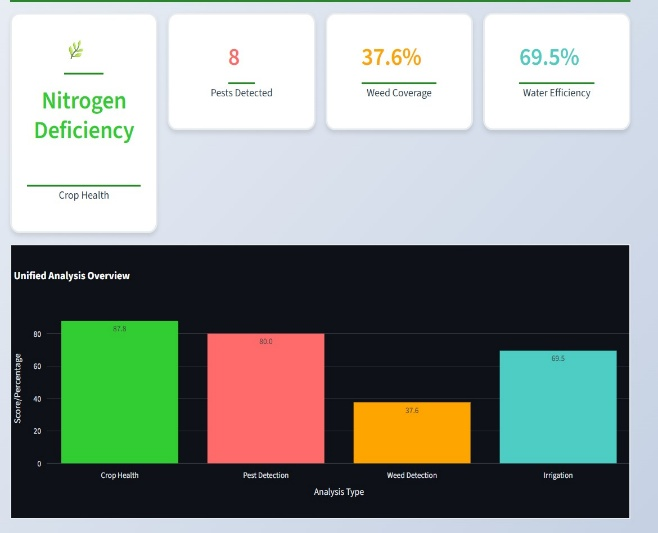 Nitrogen
Deficiency
Crop Health
8
Pests Detected
37.6%
Weed Coverage
69.5%
Water Efficiency
Unified Analysis Overview
Score/Percentage
80
60
40
20
0
87.8
80.0
37.6
69.5
Crop Health
Pest Detection
Weed Detection
Irrigation
Analysis Type